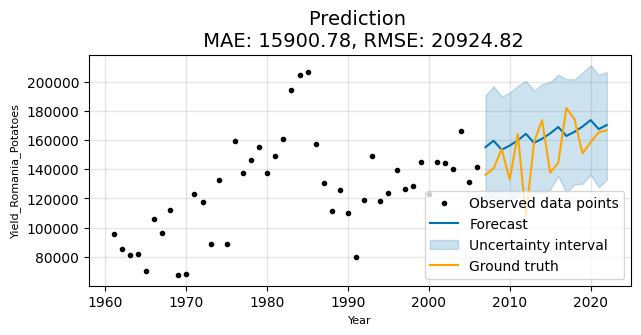 Prediction
MAE: 15900.78, RMSE: 20924.82
Yield_Romania_Potatoes
200000
180000
160000
140000
120000
100000
80000
Observed data points
Forecast
Uncertainty interval
Ground truth
1960
1970
1980
1990
2000
2010
2020
Year